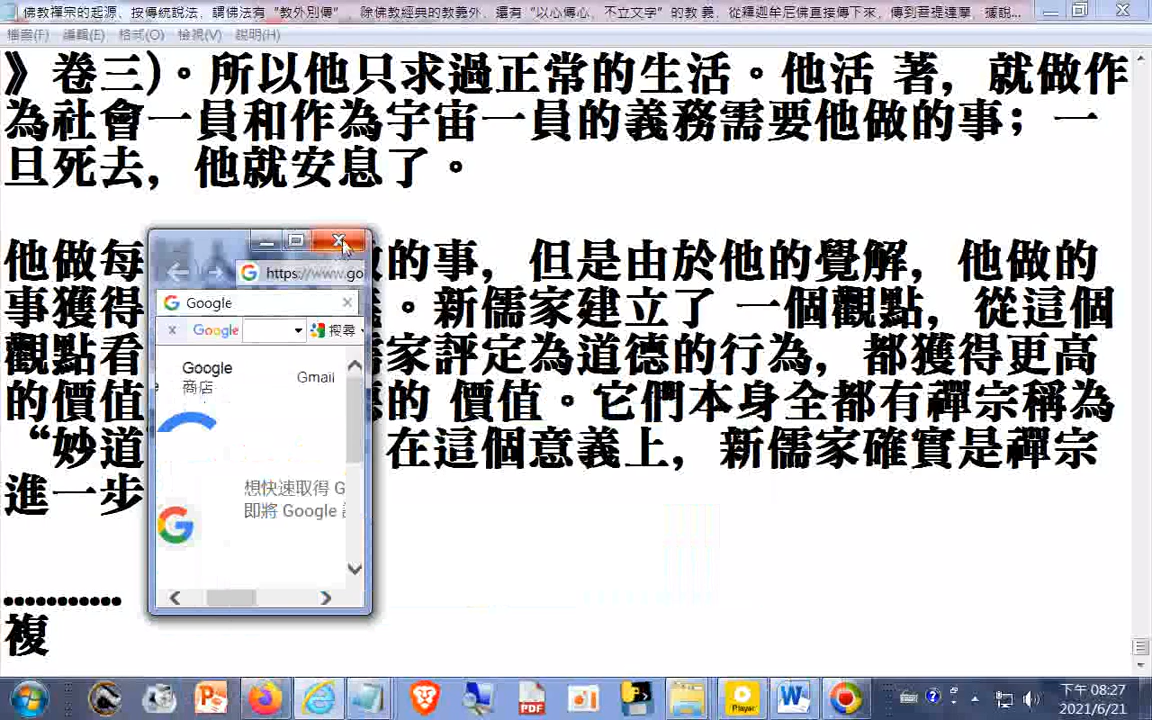 佛教禪宗的起源、按傳統說法，謂佛法有“教外別傳”，除佛教經典的教義外、還有“以心傳心，不立文字”的教 義，從釋迦牟尼佛直接傳下來，傳到菩提達摩，據說...
檔案(F) 編輯(E) 格式(O) 檢視(V) 說明(H)
》卷三)。所以他只求過正常的生活。他活 著，就做作
為社會一員和作為宇宙一員的義務需要他做的事；一
旦死去，他就安息了。
他做每
的事，但是由於他的覺解，他做的
事獲得
。新儒家建立了 一個觀點，從這個
觀點看
家評定為道德的行為，都獲得更高
的價值
的 價值。它們本身全都有禪宗稱為
“妙道
在這個意義上，新儒家確實是禪宗
進一步
............
複
https://www.go
Google
Google
搜尋
Google
商店
Gmail
想快速取得 G
即將 Google
Player
PDF
下午 08:27
2021/6/21